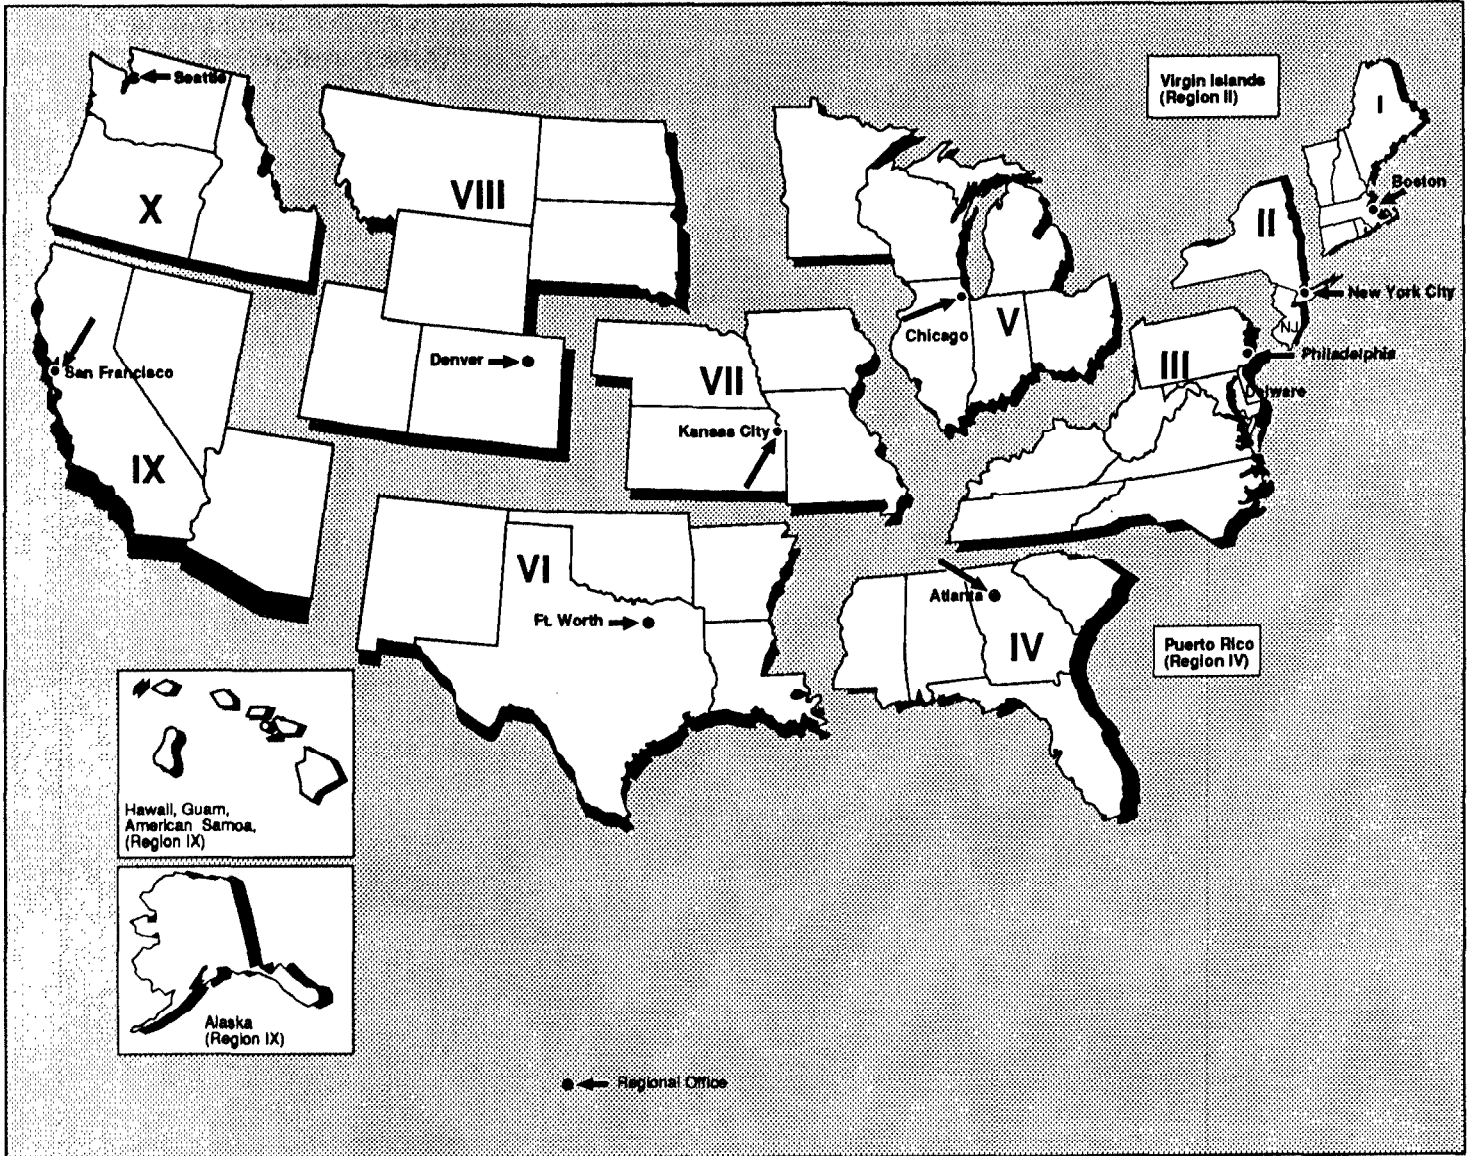 Seattle
Virgin Islands
(Region II)
I
Boston
X
VIII
II
New York City
NJ
Chicago
V
Philadelphia
San Francisco
Denver
III
VII
Kansas City
IX
VI
Ft. Worth
Atlanta
IV
Puerto Rico
(Region IV)
Hawaii, Guam,
American Samoa,
(Region IX)
Alaska
(Region IX)
Regional Office